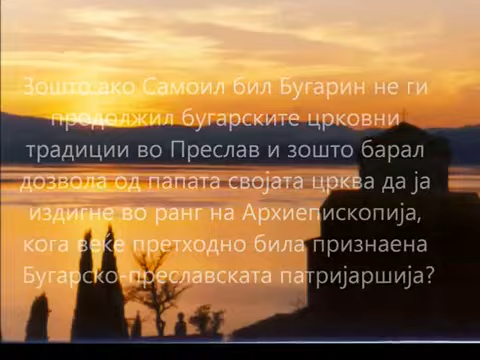 Зошто ако Самоил бил Бугарин не ги
продолжил бугарските црковни
традиции во Преслав и зошто барал
дозвола од папата својата црква да ја
издигне во ранг на Архиепископија,
кога веќе претходно била признаена
Бугарско-преславската патријаршија?